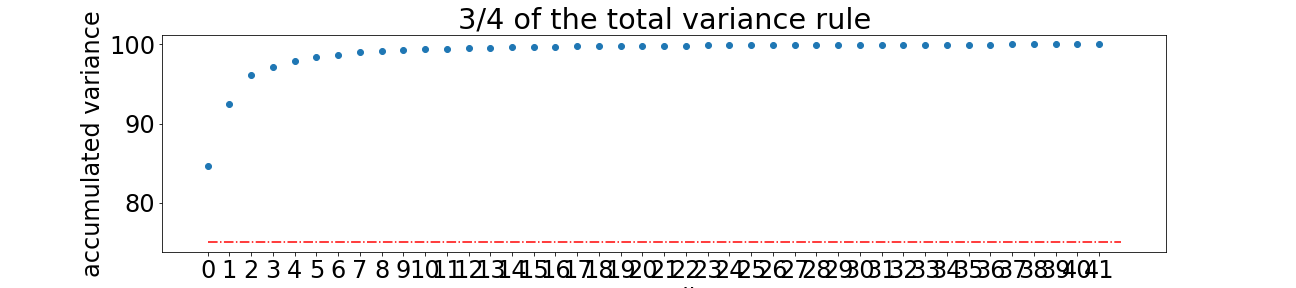 3/4 of the total variance rule
accumulated variance
100
90
80
0 1 2 3 4 5 6 7 8 9 10 11 12 13 14 15 16 17 18 19 20 21 22 23 24 25 26 27 28 29 30 31 32 33 34 35 36 37 38 39 40 41